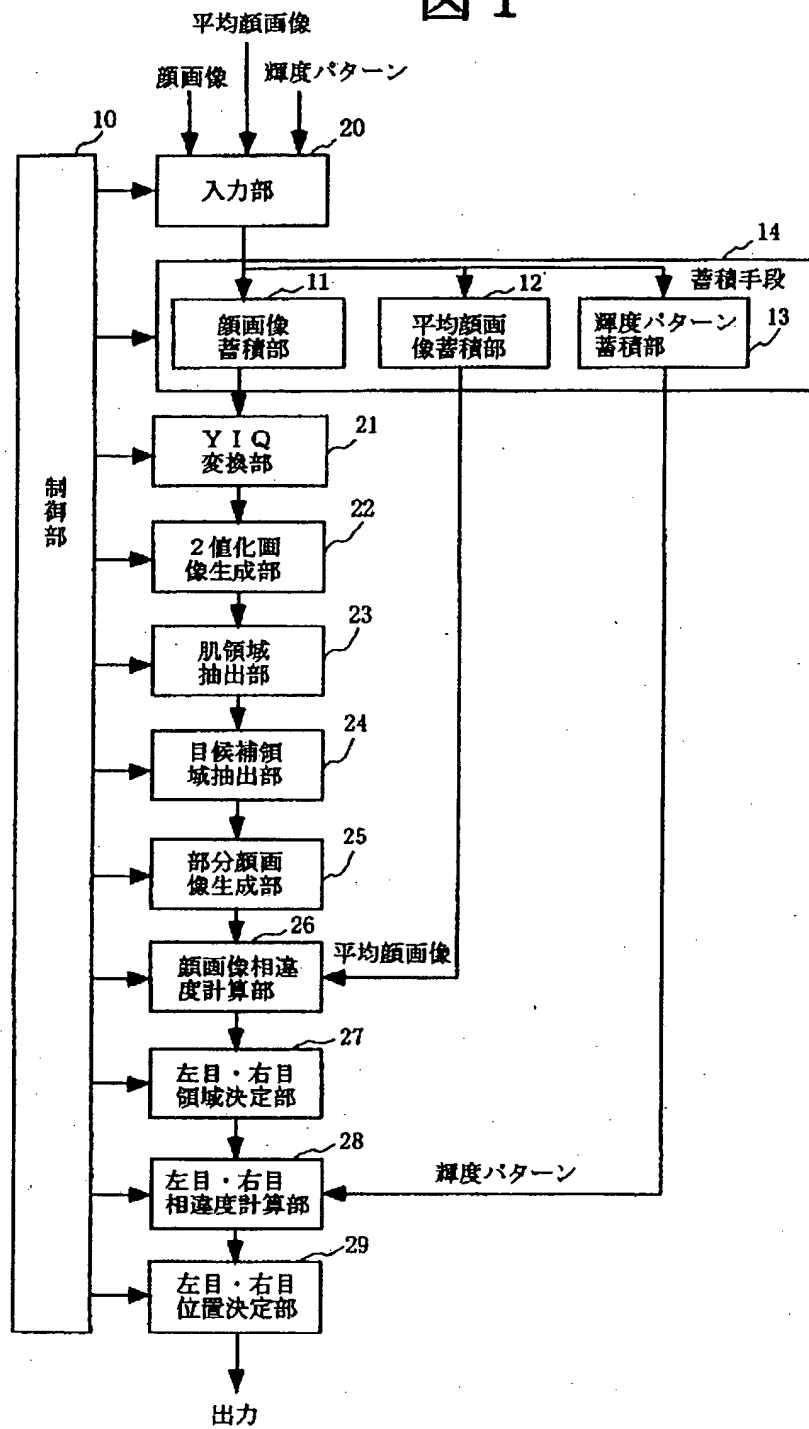 図1
平均顔画像
顔画像
輝度パターン
10
20
入力部
14
蓄積手段
11
顔画像
蓄積部
12
平均顔画
像蓄積部
輝度パターン
蓄積部
13
制御部
YIQ
変換部
21
2値化画
像生成部
22
肌領域
抽出部
23
目候補領
域抽出部
24
部分顔画
像生成部
25
26
顔画像相違
度計算部
平均顔画像
27
左目・右目
領域決定部
28
左目・右目
相違度計算部
輝度パターン
29
左目・右目
位置決定部
出力